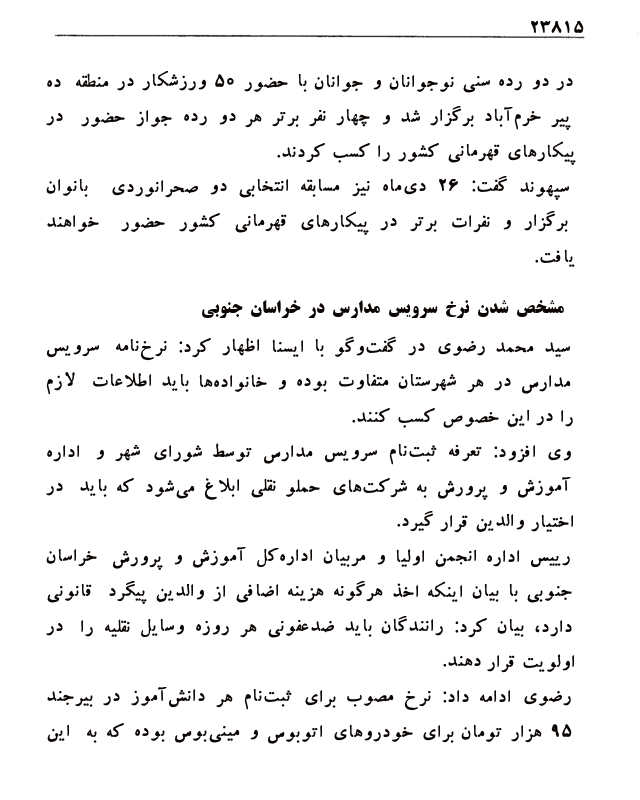 ۲۳۸۱۵
در دو رده سنی نوجوانان و جوانان با حضور ۵۰ ورزشکار در منطقه ده
پیر خرم‌آباد برگزار شد و چهار نفر برتر هر دو رده جواز حضور در
پیکارهای قهرمانی کشور را کسب کردند.
سپهوند گفت: ۲۶ دی‌ماه نیز مسابقه انتخابی دو صحرانوردی بانوان
برگزار و نفرات برتر در پیکارهای قهرمانی کشور حضور خواهند
یافت.
مشخص شدن نرخ سرویس مدارس در خراسان جنوبی
سید محمد رضوی در گفت‌وگو با ایسنا اظهار کرد: نرخ‌نامه سرویس
مدارس در هر شهرستان متفاوت بوده و خانواده‌ها باید اطلاعات لازم
را در این خصوص کسب کنند.
وی افزود: تعرفه ثبت‌نام سرویس مدارس توسط شورای شهر و اداره
آموزش و پرورش به شرکت‌های حملو نقلی ابلاغ می‌شود که باید در
اختیار والدین قرار گیرد.
رییس اداره انجمن اولیا و مربیان اداره‌کل آموزش و پرورش خراسان
جنوبی با بیان اینکه اخذ هرگونه هزینه اضافی از والدین پیگرد قانونی
دارد، بیان کرد: رانندگان باید ضدعفونی هر روزه وسایل نقلیه را در
اولویت قرار دهند.
رضوی ادامه داد: نرخ مصوب برای ثبت‌نام هر دانش‌آموز در بیرجند
۹۵ هزار تومان برای خودروهای اتوبوس و مینی‌بوس بوده که به این